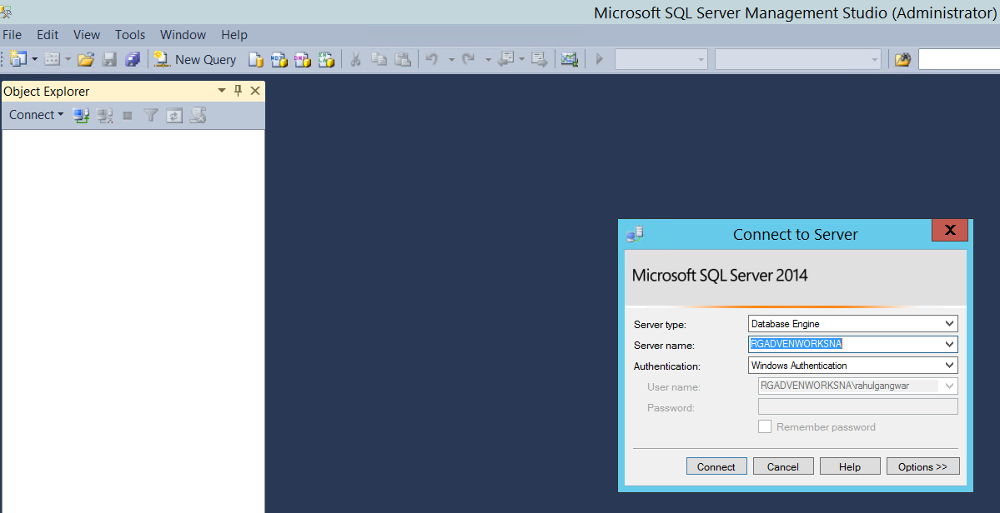 Microsoft SQL Server Management Studio (Administrator)
File Edit View Tools Window Help
New Query
Object Explorer
Connect
Connect to Server
Microsoft SQL Server 2014
Server type: Database Engine
Server name: RGADVENWORKSNA
Authentication: Windows Authentication
User name: RGADVENWORKSNA\rahulgangwar
Password:
Remember password
Connect Cancel Help Options >>